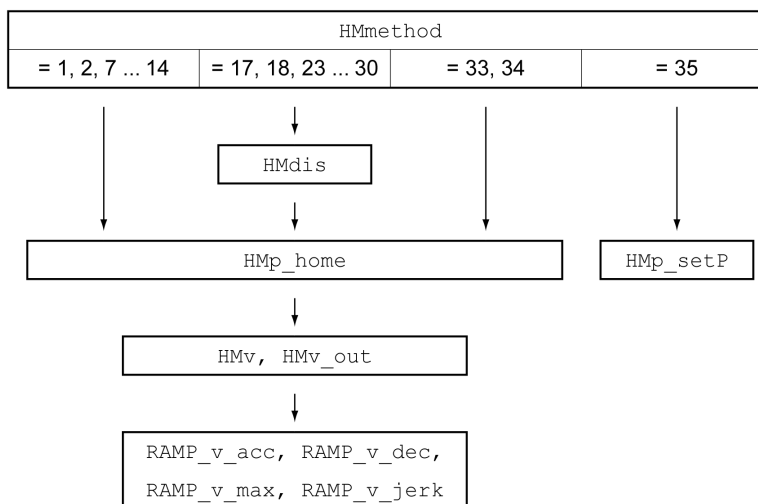 HMmethod
= 1, 2, 7 ... 14
= 17, 18, 23 ... 30
= 33, 34
= 35
HMdis
HMp_home
HMp_setP
HMv, HMv_out
RAMP_v_acc, RAMP_v_dec,
RAMP_v_max, RAMP_v_jerk